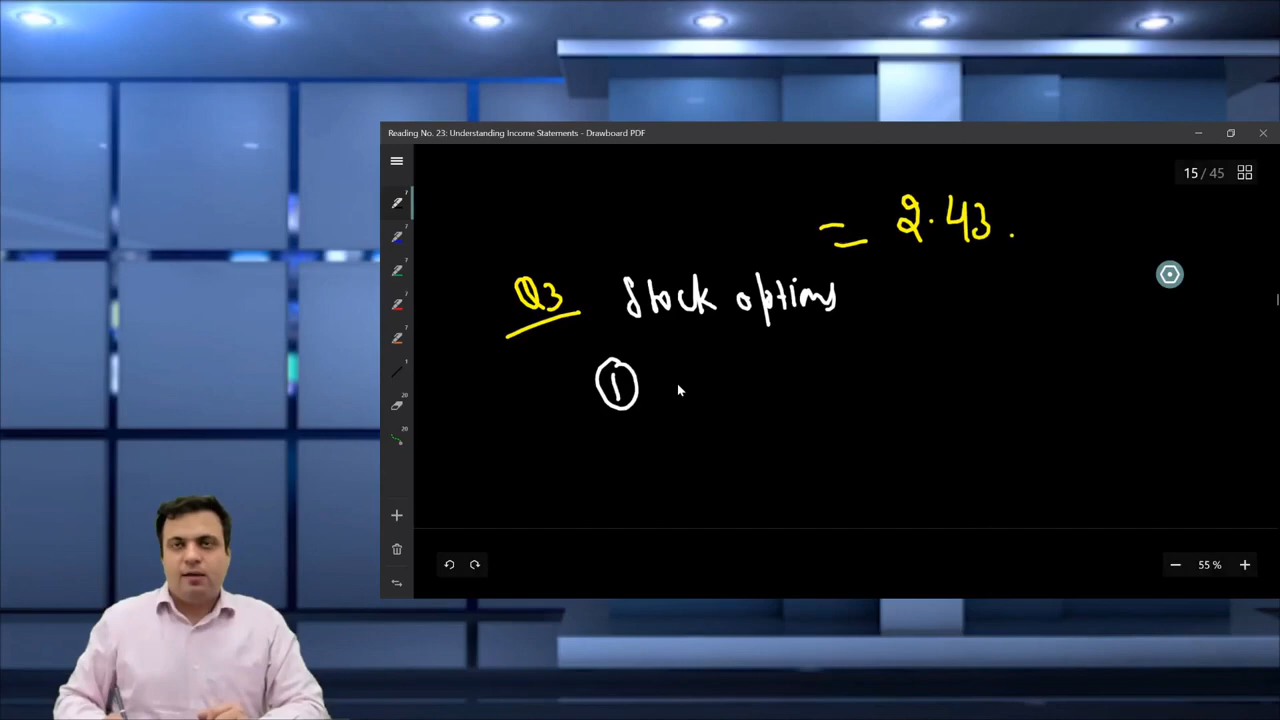 Reading No. 23: Understanding Income Statements - Drawboard PDF
15 / 45
= 2.43.
Q3 Stock options
①
55 %